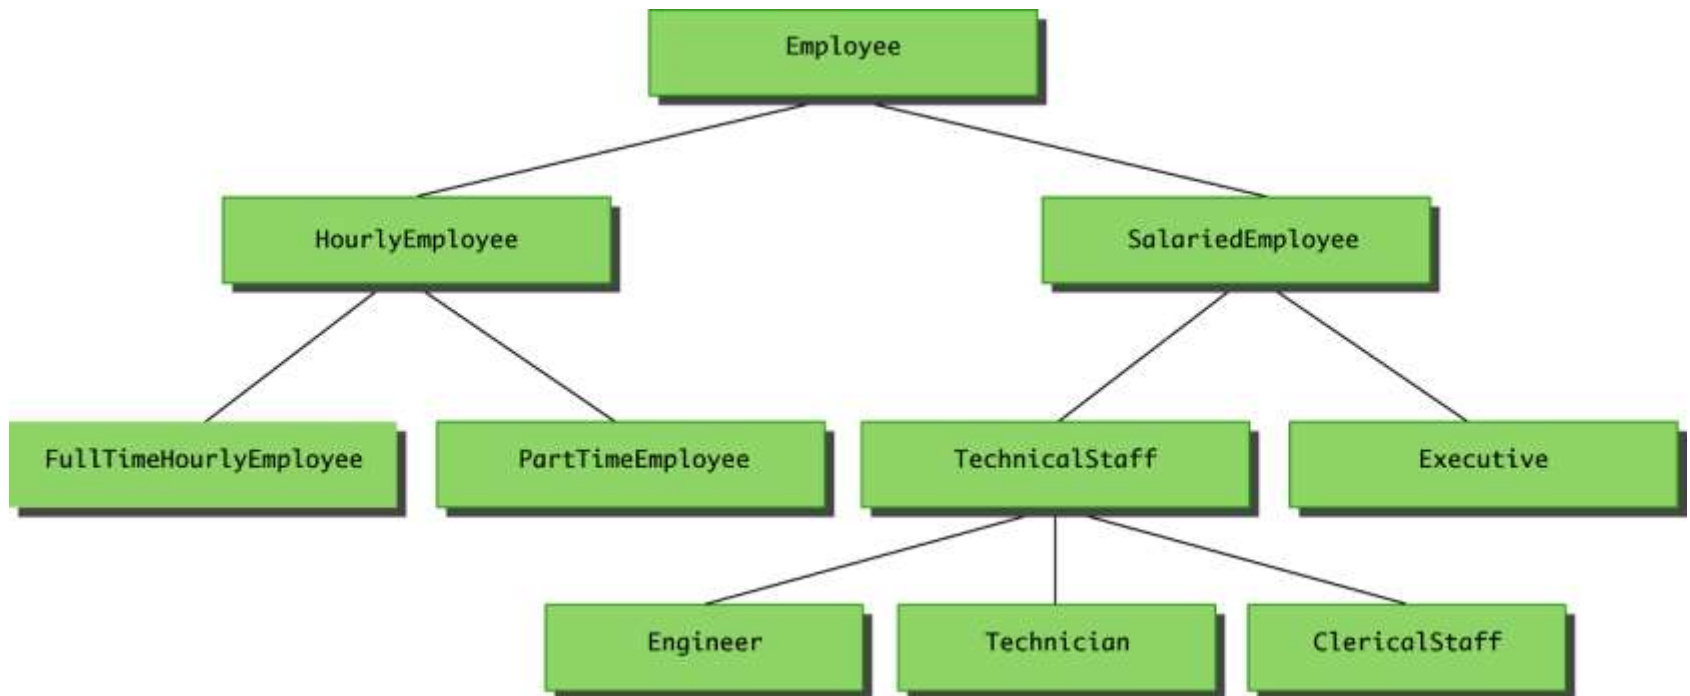 Employee
HourlyEmployee
SalariedEmployee
FullTimeHourlyEmployee
PartTimeEmployee
TechnicalStaff
Executive
Engineer
Technician
ClericalStaff